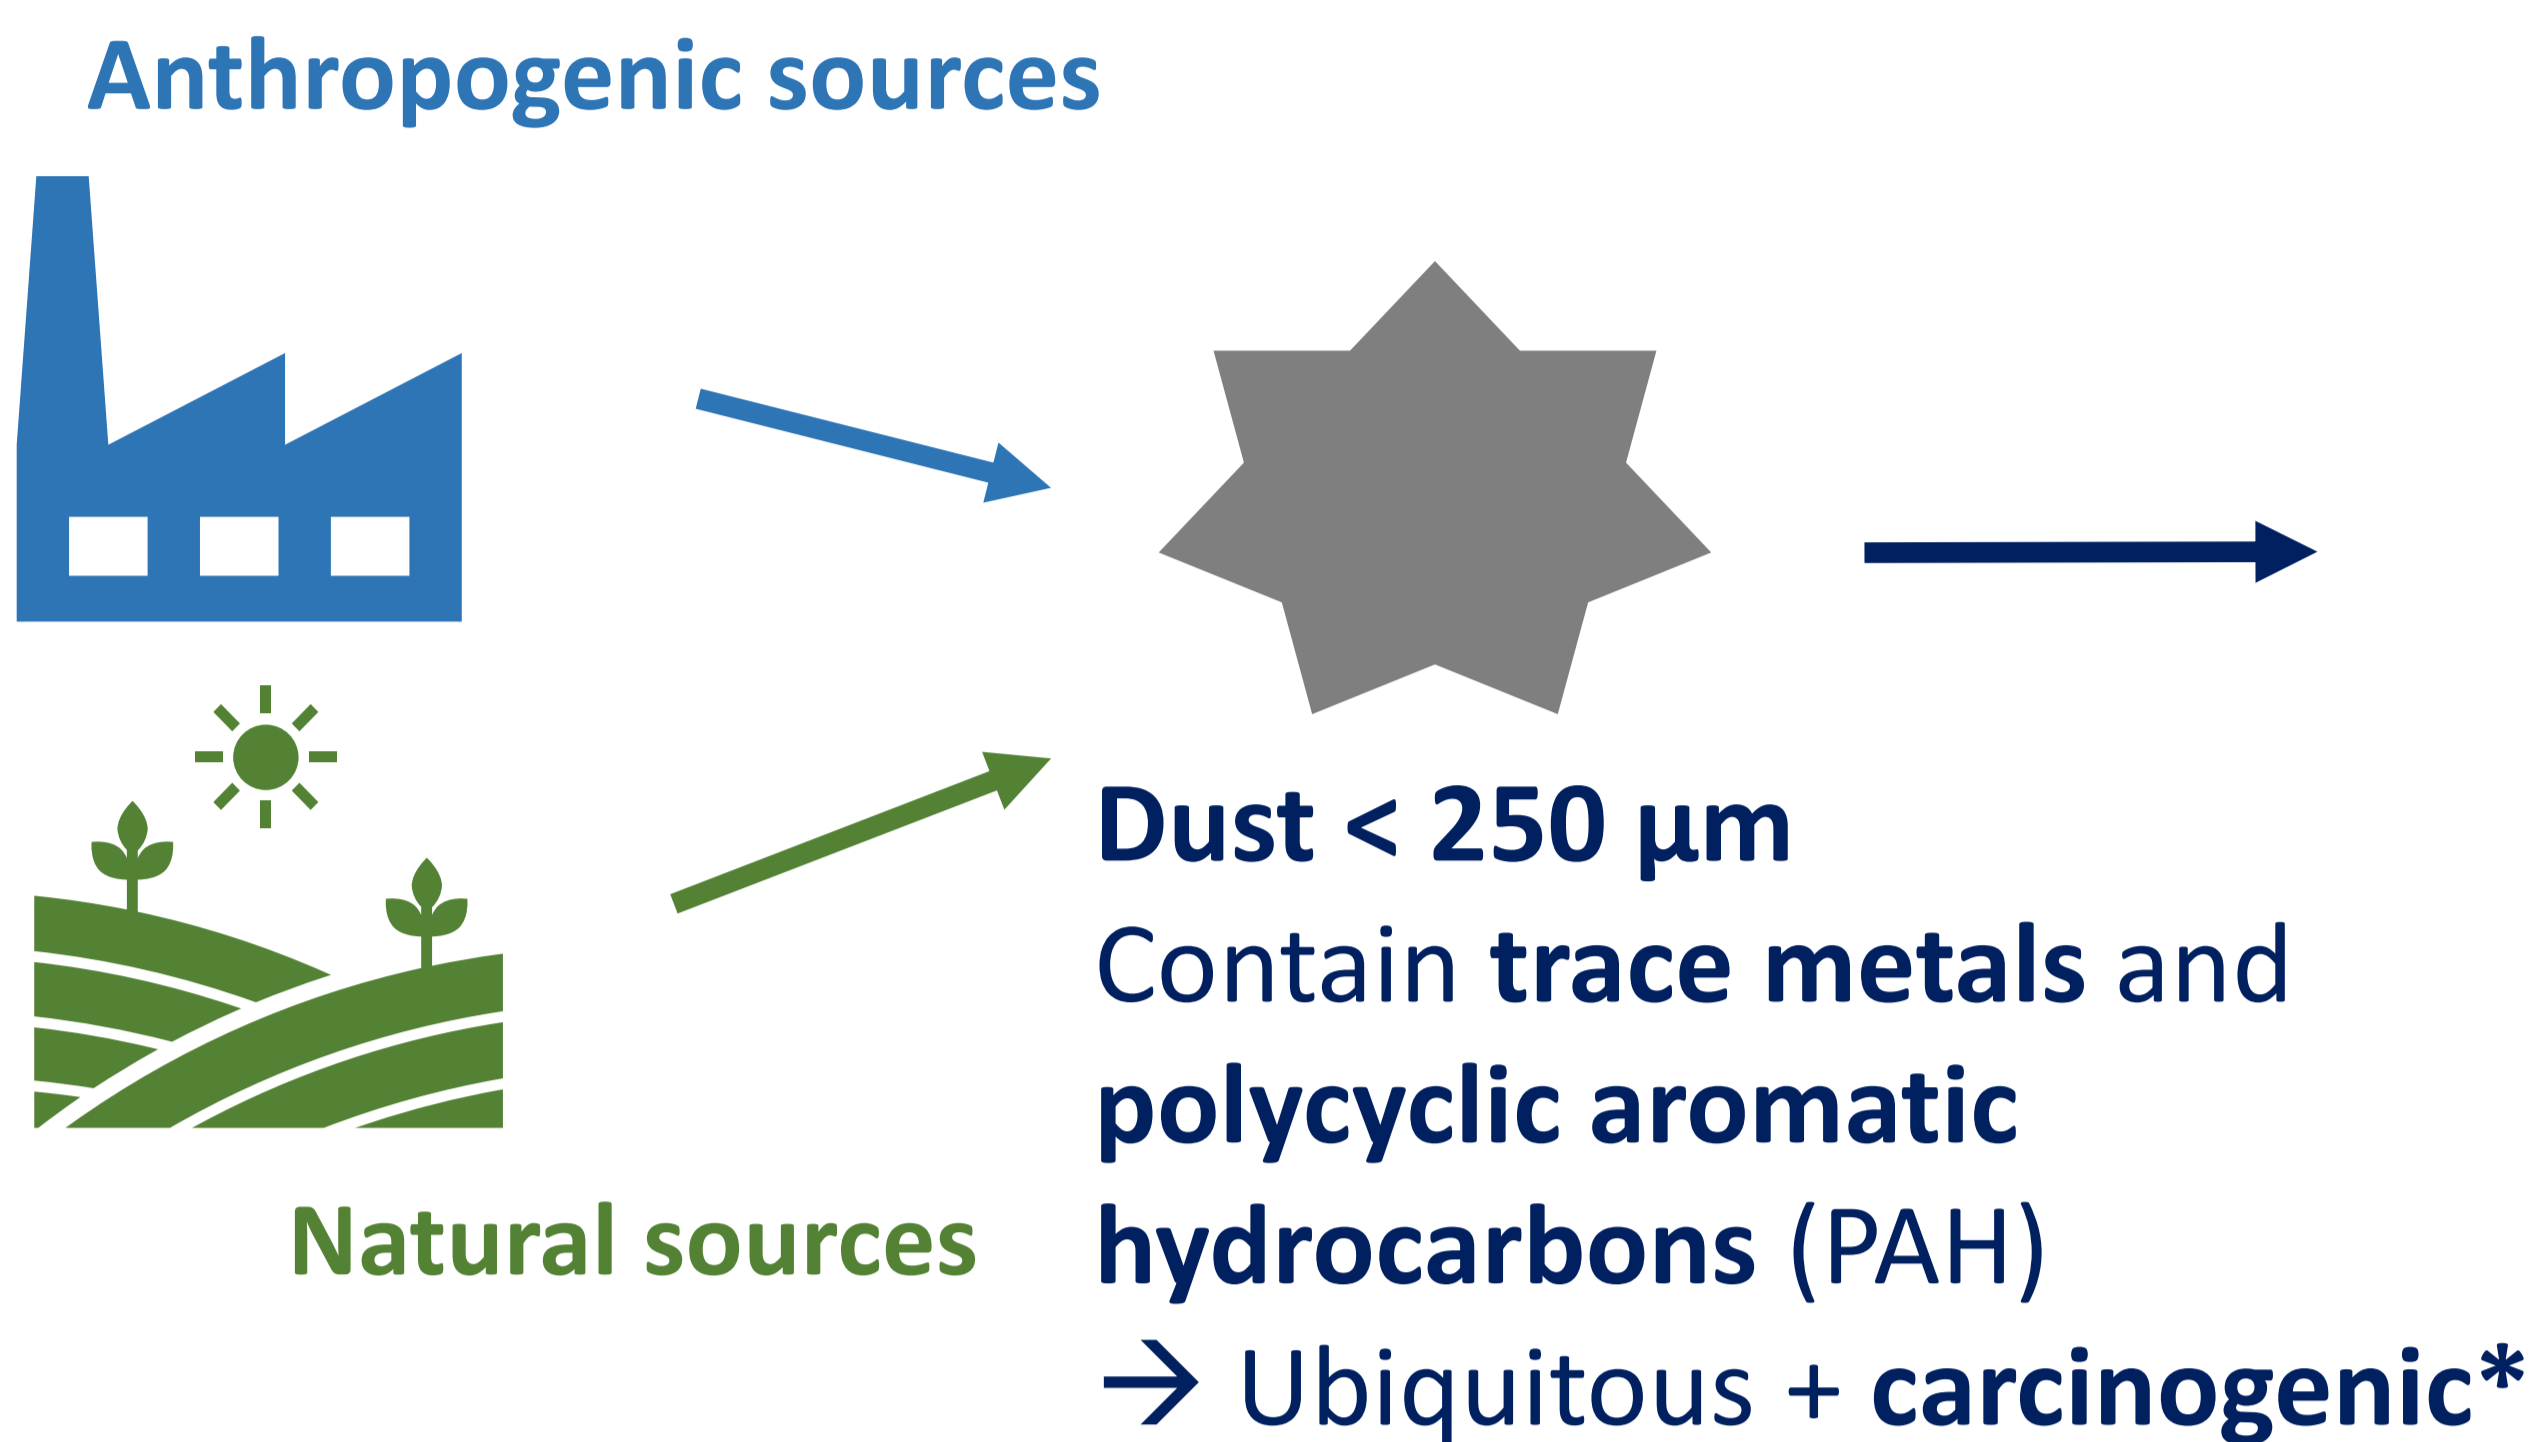 Anthropogenic sources
Natural sources
Dust < 250 µm
Contain trace metals and
polycyclic aromatic
hydrocarbons (PAH)
→ Ubiquitous + carcinogenic*